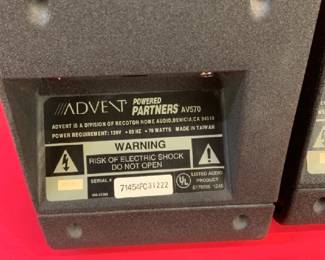 ADVENT POWERED
PARTNERS AV570
ADVENT IS A DIVISION OF RECOTON HOME AUDIO, BENICIA, CA 94510
POWER REQUIREMENT: 120V • 60 HZ • 70 WATTS MADE IN TAIWAN
WARNING
RISK OF ELECTRIC SHOCK
DO NOT OPEN
SERIAL #
71454PC31222
UL
LISTED AUDIO
PRODUCT